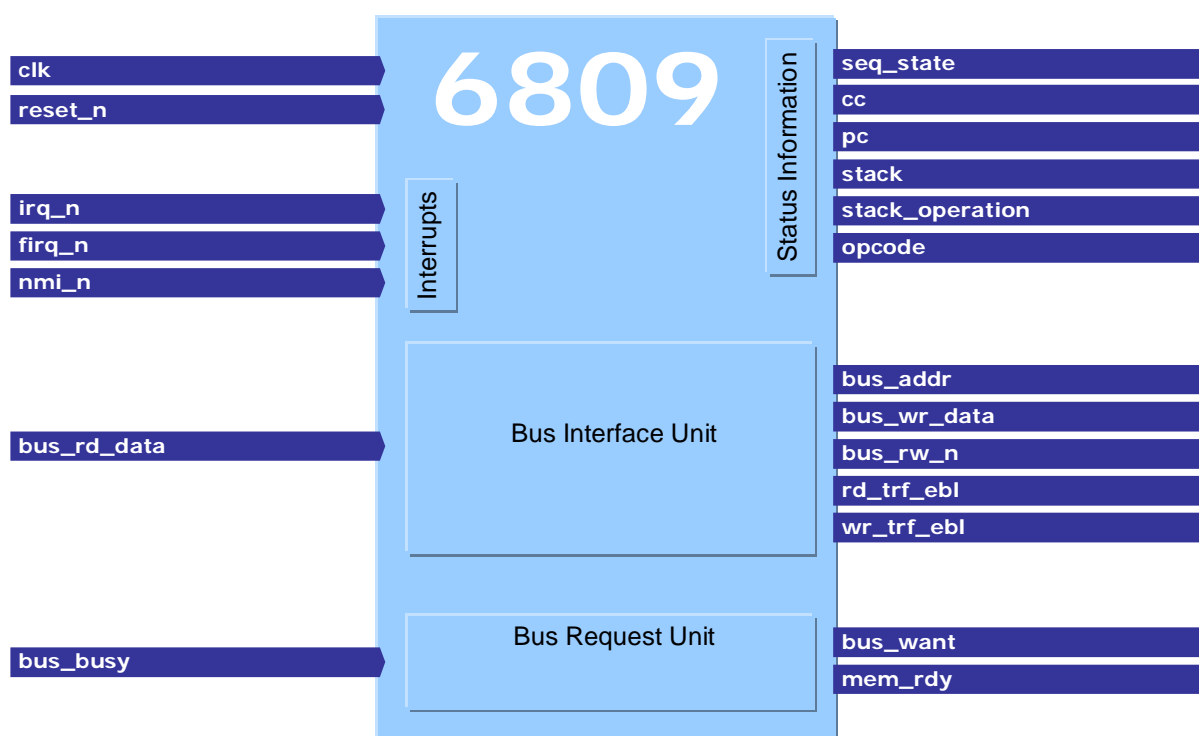 6809
clk
reset_n
irq_n
firq_n
nmi_n
Interrupts
Status Information
seq_state
cc
pc
stack
stack_operation
opcode
bus_rd_data
Bus Interface Unit
bus_addr
bus_wr_data
bus_rw_n
rd_trf_ebl
wr_trf_ebl
bus_busy
Bus Request Unit
bus_want
mem_rdy